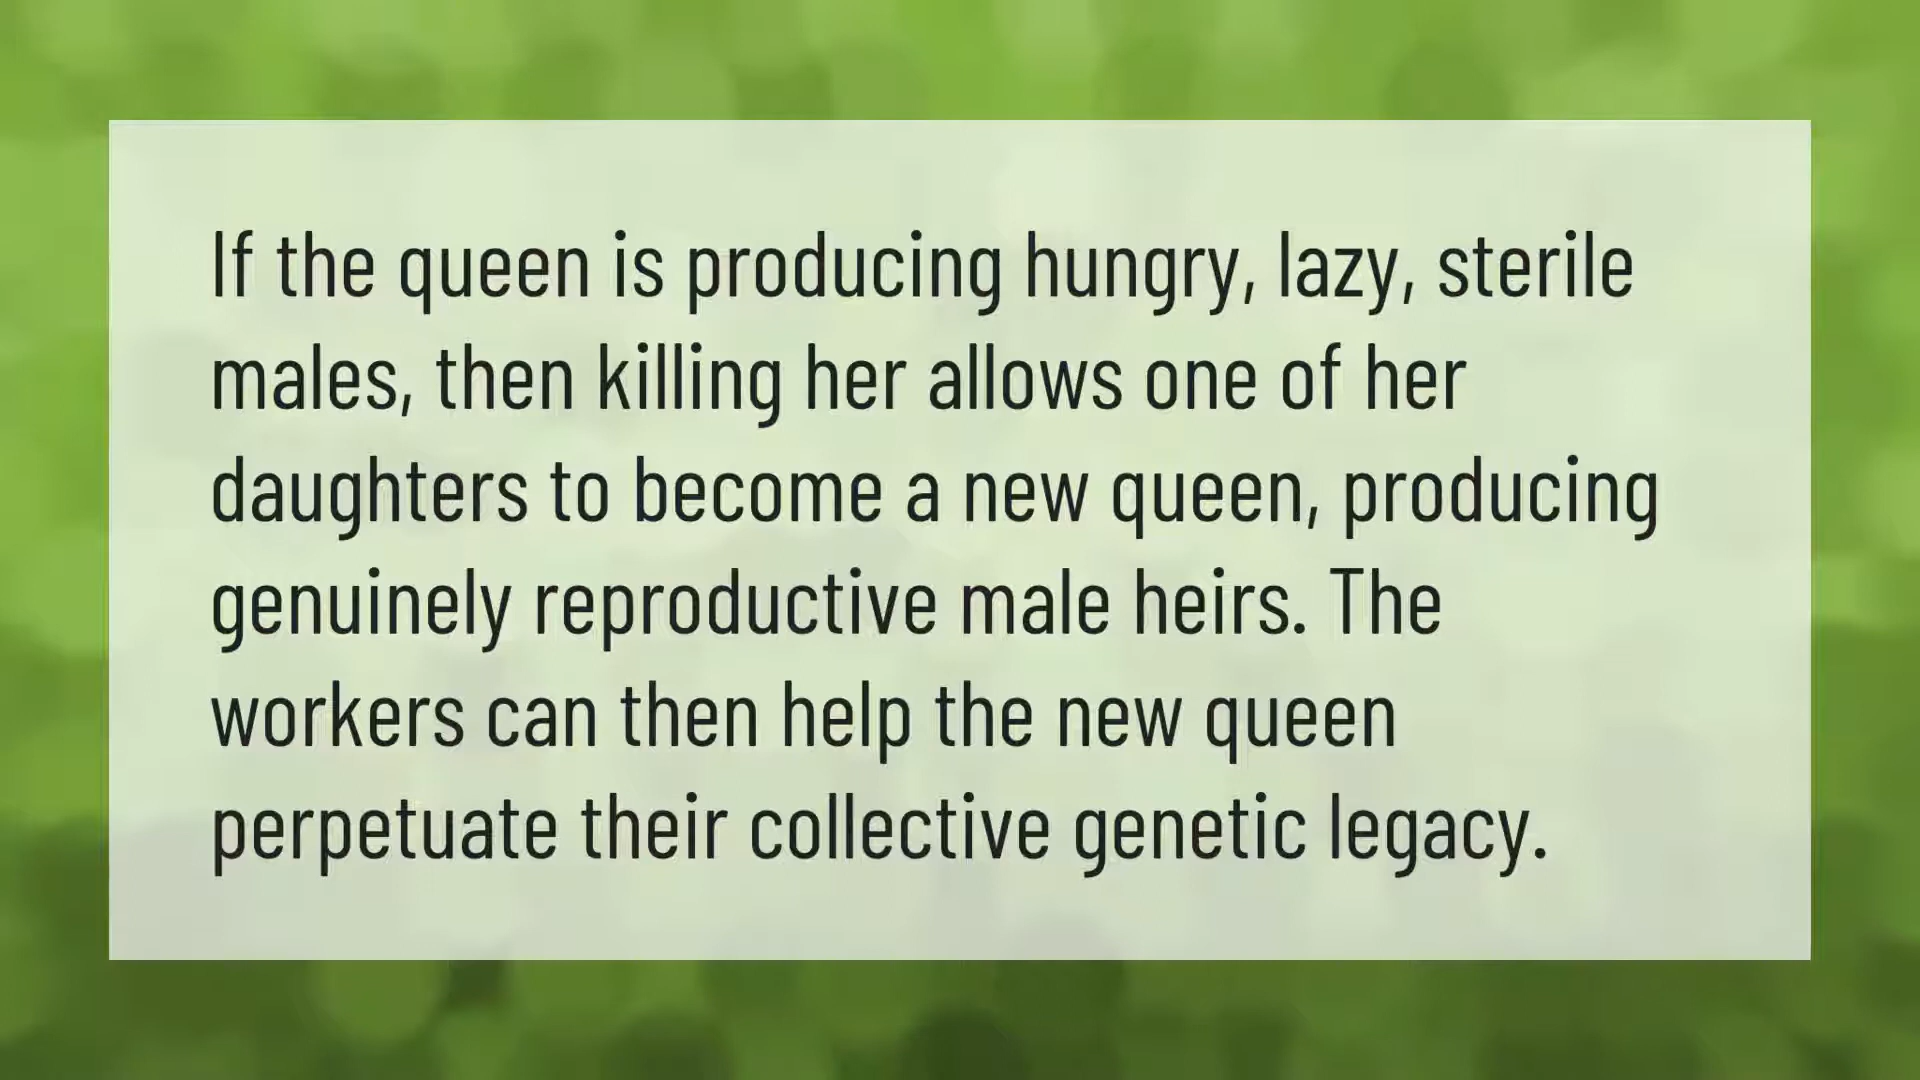 If the queen is producing hungry, lazy, sterile
males, then killing her allows one of her
daughters to become a new queen, producing
genuinely reproductive male heirs. The
workers can then help the new queen
perpetuate their collective genetic legacy.